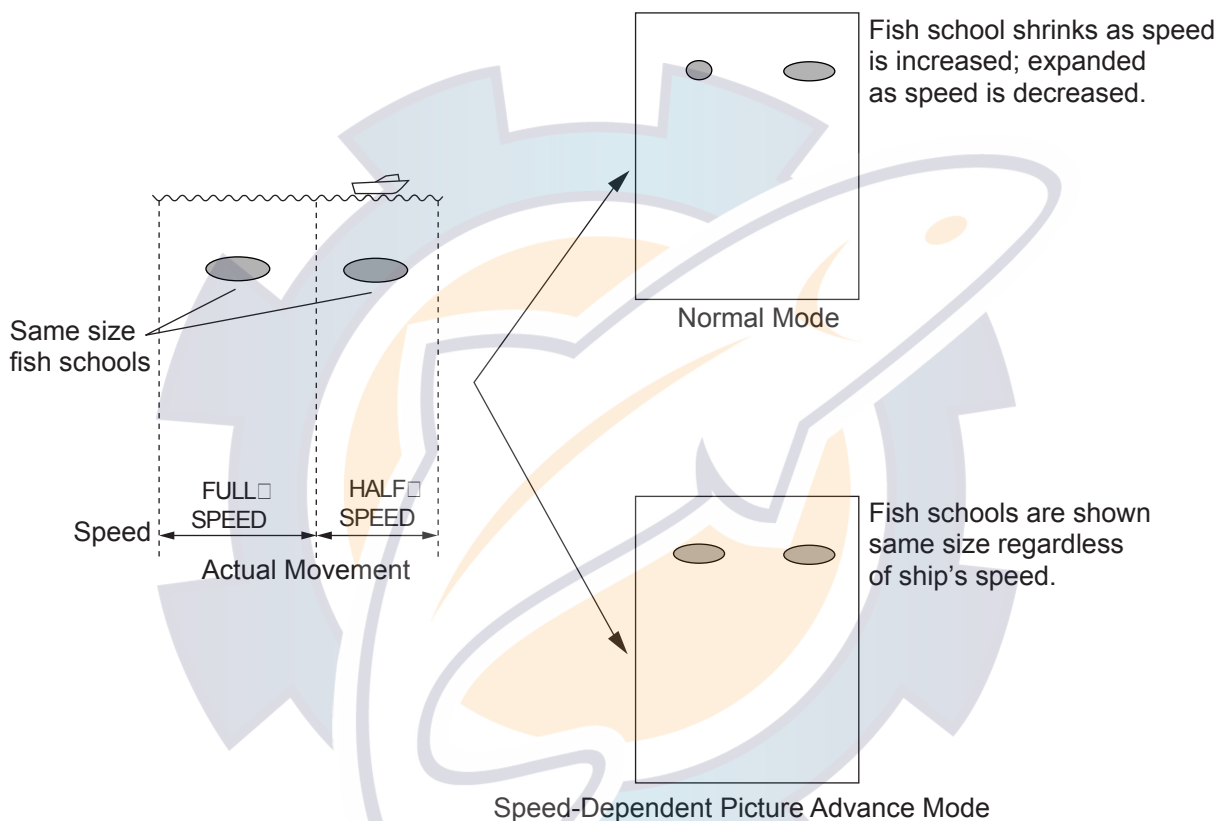 Fish school shrinks as speed
is increased; expanded
as speed is decreased.
Same size
fish schools
Normal Mode
FULL□
SPEED
HALF□
SPEED
Speed
Actual Movement
Fish schools are shown
same size regardless
of ship’s speed.
Speed-Dependent Picture Advance Mode